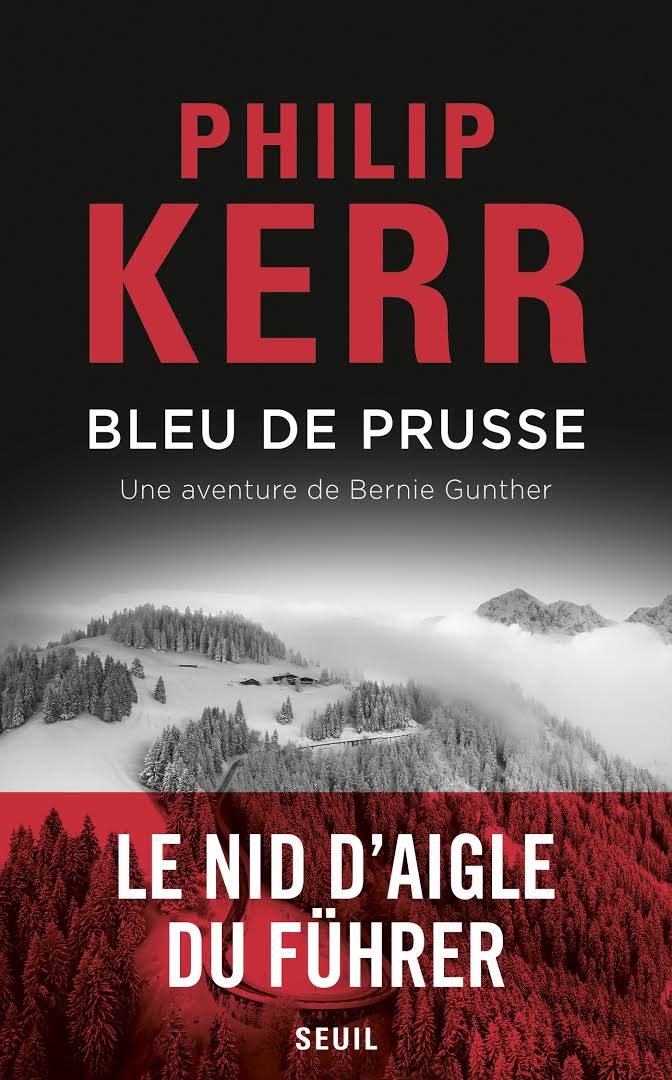 PHILIP
KERR
BLEU DE PRUSSE
Une aventure de Bernie Gunther
LE NID D’AIGLE
DU FÜHRER
SEUIL